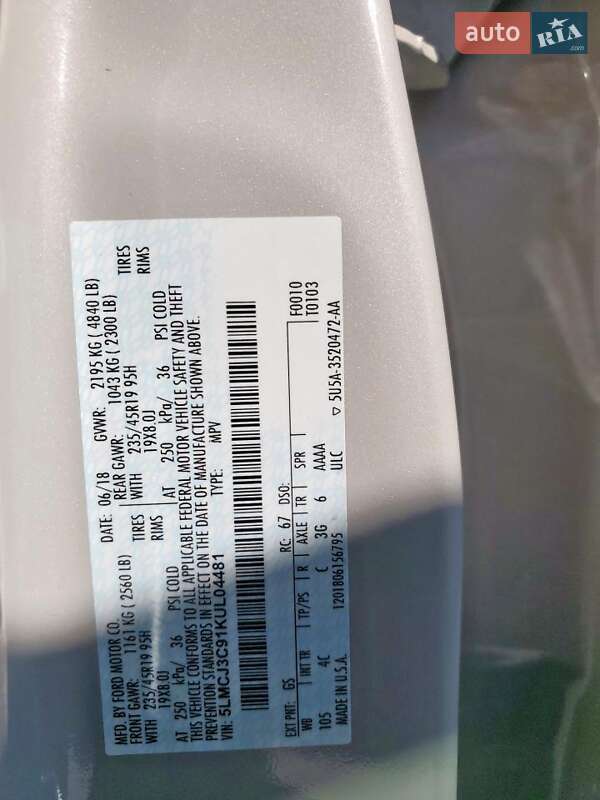 auto RIA.com
MFD. BY FORD MOTOR CO. DATE: 06/18 GVWR: 2195 KG ( 4840 LB)
FRONT GAWR: 1161 KG ( 2560 LB) REAR GAWR: 1043 KG ( 2300 LB)
WITH 235/45R19 95H TIRES WITH 235/45R19 95H TIRES
19X8.0J RIMS 19X8.0J RIMS
AT 250 kPa/ 36 PSI COLD AT 250 kPa/ 36 PSI COLD
THIS VEHICLE CONFORMS TO ALL APPLICABLE FEDERAL MOTOR VEHICLE SAFETY AND THEFT
PREVENTION STANDARDS IN EFFECT ON THE DATE OF MANUFACTURE SHOWN ABOVE.
VIN: 5LMCJ3C91KUL04481 TYPE: MPV
F0010
T0103
EXT PNT: GS RC: 67 DSO:
WB INT TR TP/PS R AXLE TR SPR
105 4C C 3G 6 AAAA
MADE IN U.S.A. ULC
1201806156795
▽ 5U5A-3520472-AA